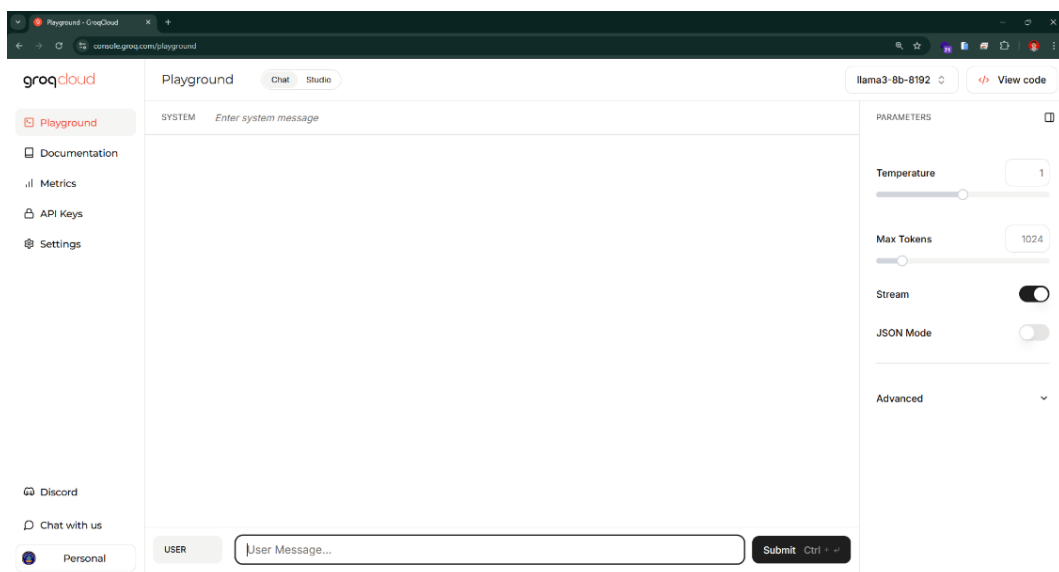 Playground - GroqCloud
console.groq.com/playground
groqcloud
Playground
Chat
Studio
llama3-8b-8192
</> View code
Playground
Documentation
Metrics
API Keys
Settings
SYSTEM
Enter system message
PARAMETERS
Temperature
1
Max Tokens
1024
Stream
JSON Mode
Advanced
Discord
Chat with us
Personal
USER
User Message...
Submit Ctrl + ↵